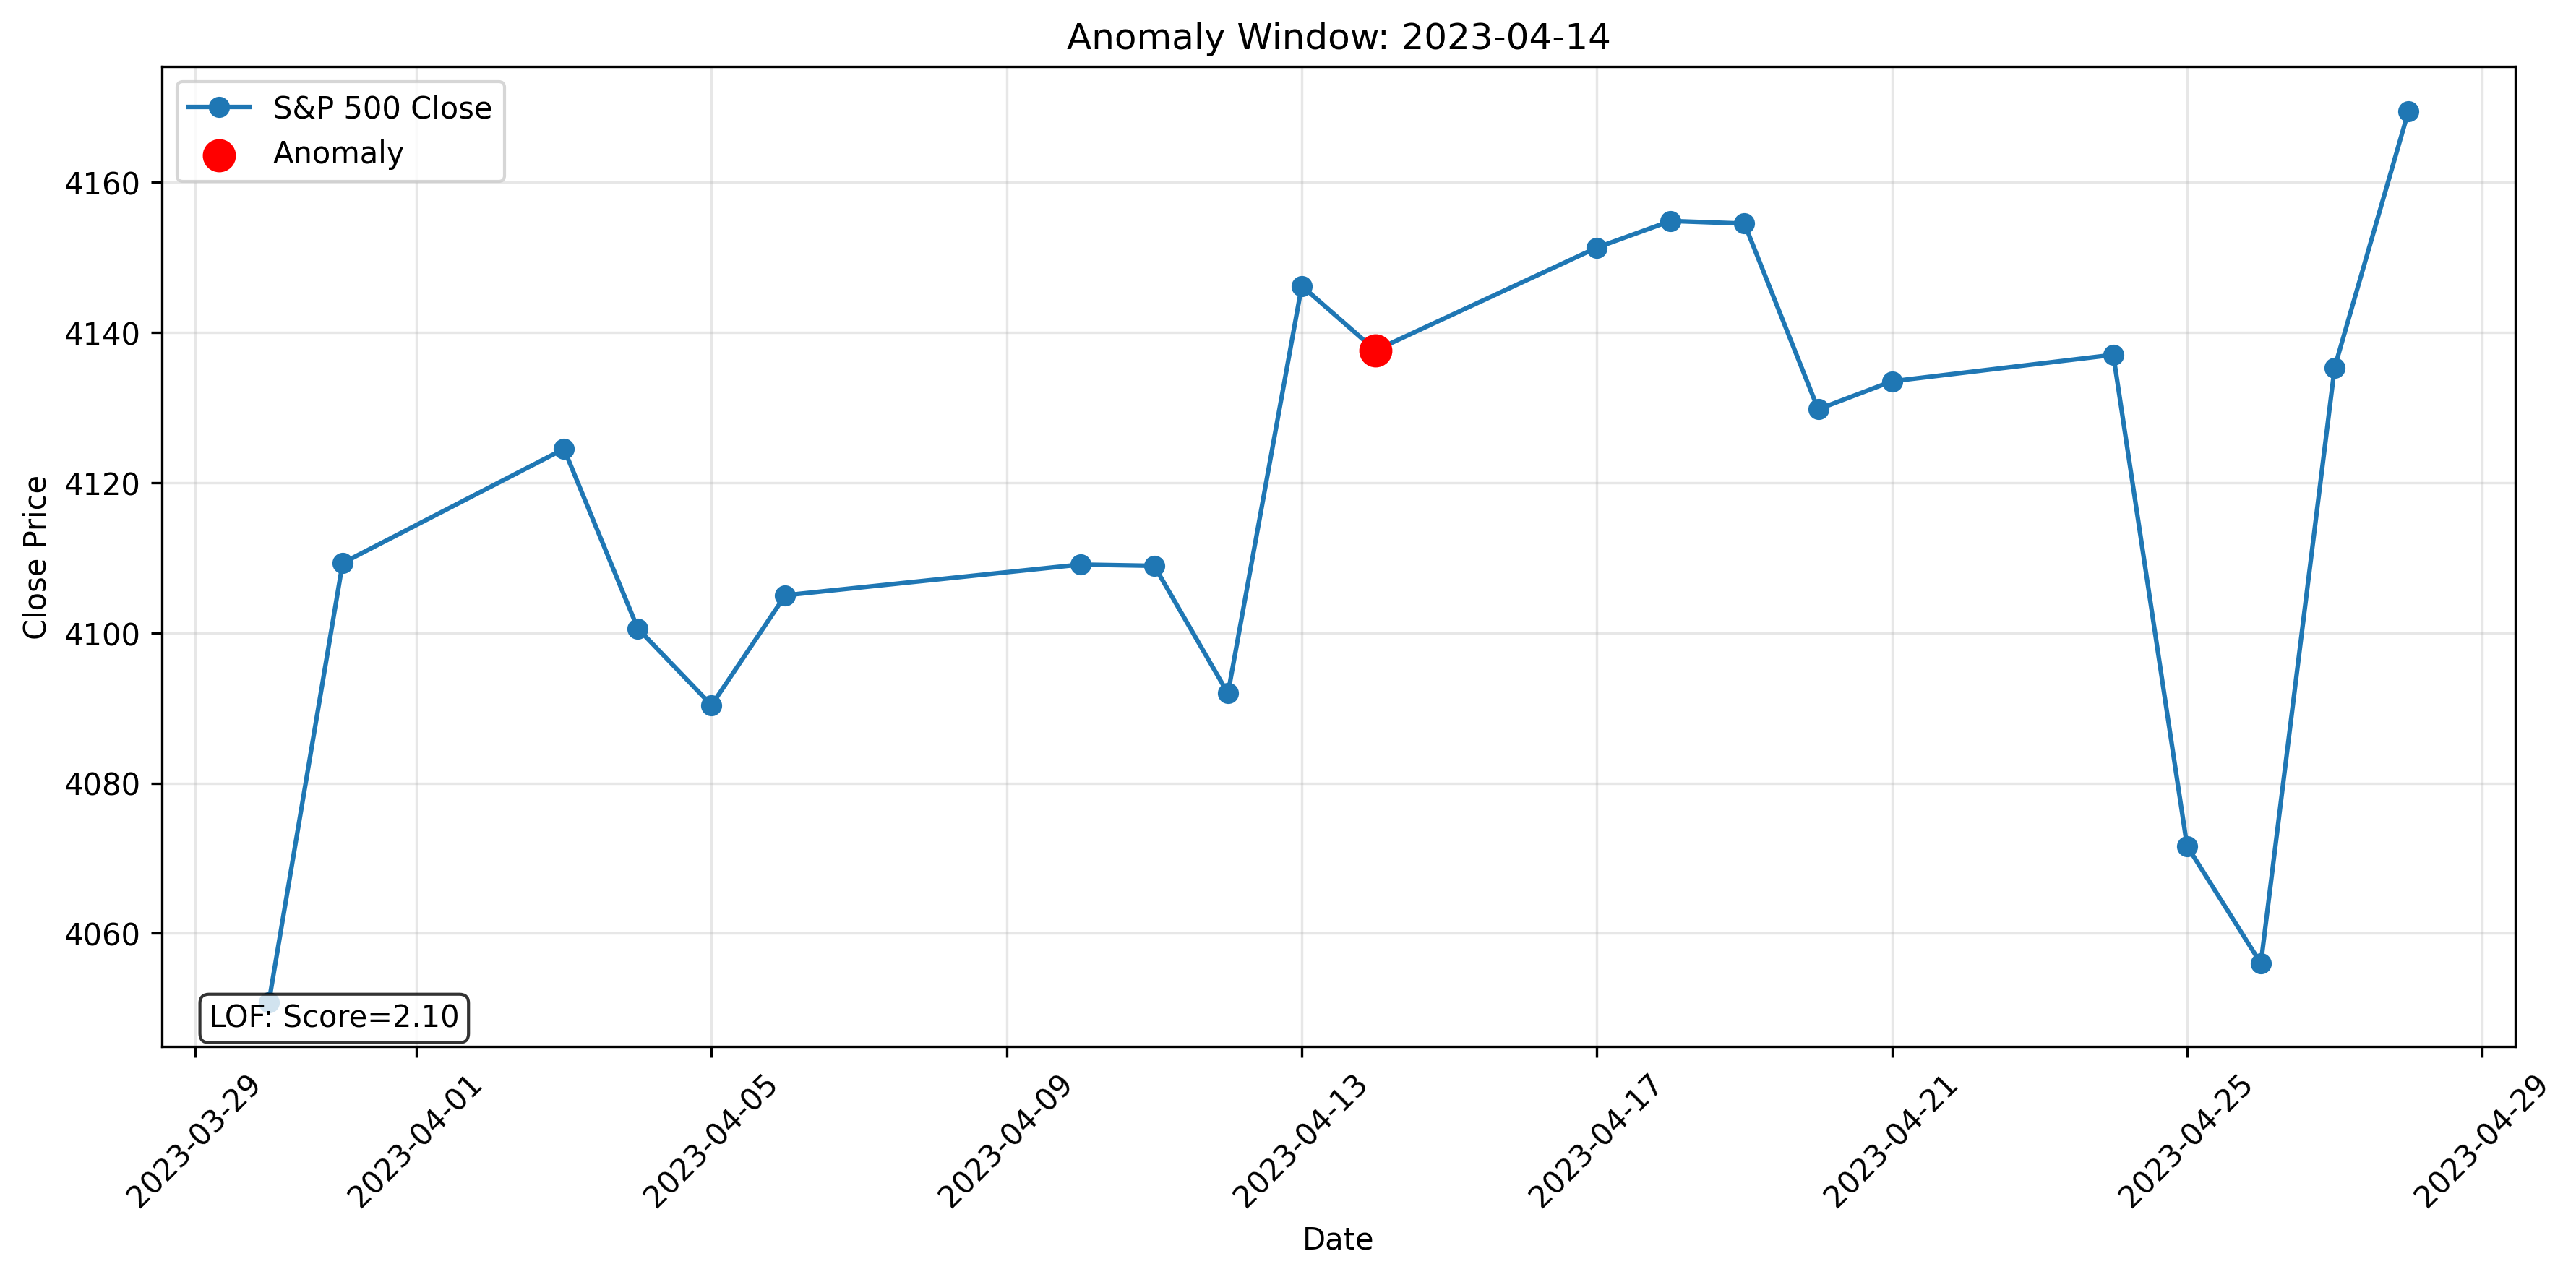 Anomaly Window: 2023-04-14
S&P 500 Close
Anomaly
4160
4140
4120
4100
4080
4060
Close Price
LOF: Score=2.10
2023-03-29
2023-04-01
2023-04-05
2023-04-09
2023-04-13
2023-04-17
2023-04-21
2023-04-25
2023-04-29
Date